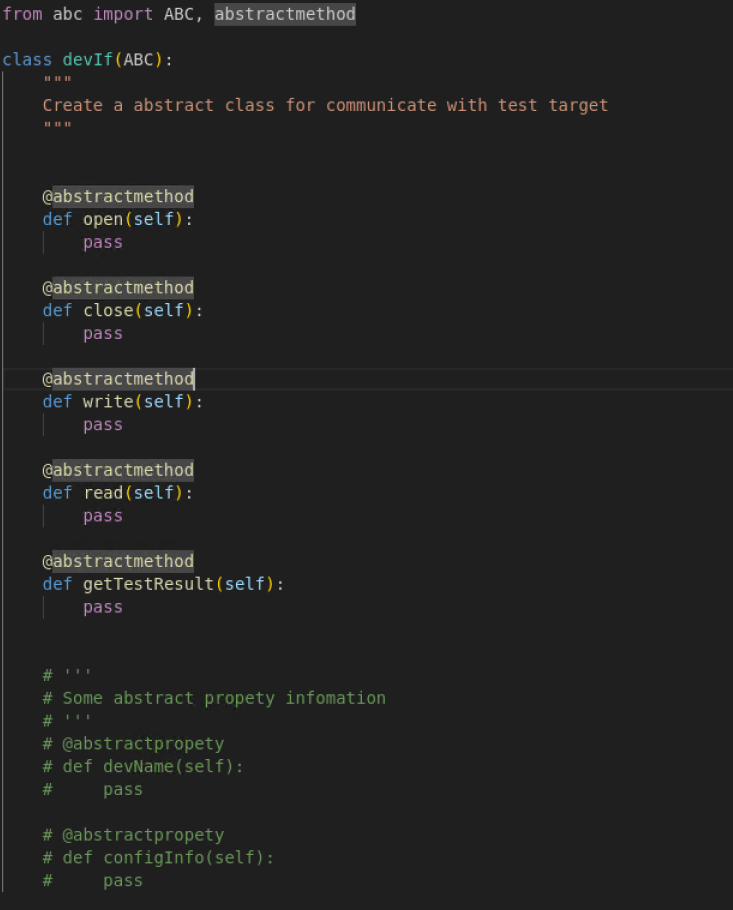 from abc import ABC, abstractmethod
class devIf(ABC):
    """
    Create a abstract class for communicate with test target
    """
    @abstractmethod
    def open(self):
        pass
    @abstractmethod
    def close(self):
        pass
    @abstractmethod
    def write(self):
        pass
    @abstractmethod
    def read(self):
        pass
    @abstractmethod
    def getTestResult(self):
        pass
    # '''
    # Some abstract propety infomation
    # '''
    # @abstractpropety
    # def devName(self):
    #     pass
    # @abstractpropety
    # def configInfo(self):
    #     pass